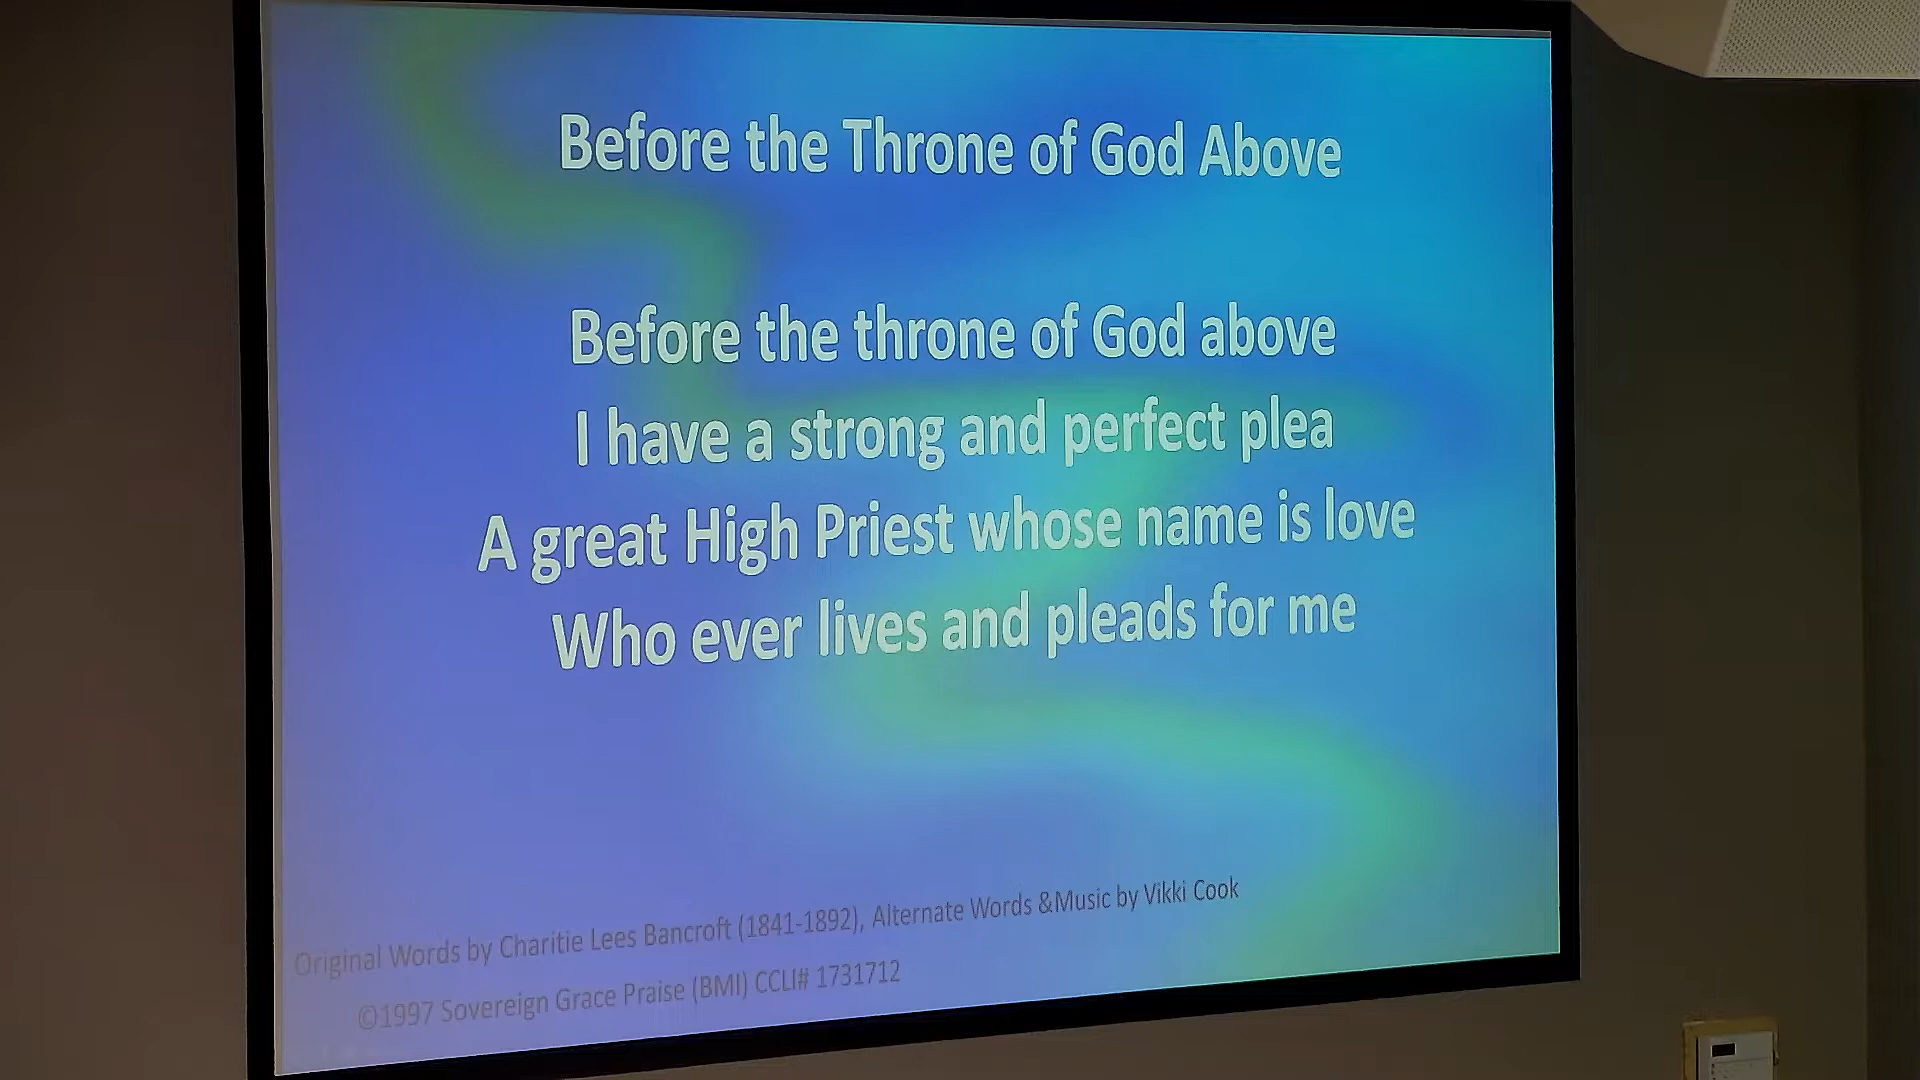 Before the Throne of God Above
Before the throne of God above
I have a strong and perfect plea
A great High Priest whose name is love
Who ever lives and pleads for me
Original Words by Charitie Lees Bancroft (1841-1892), Alternate Words &Music by Vikki Cook
©1997 Sovereign Grace Praise (BMI) CCLI# 1731712